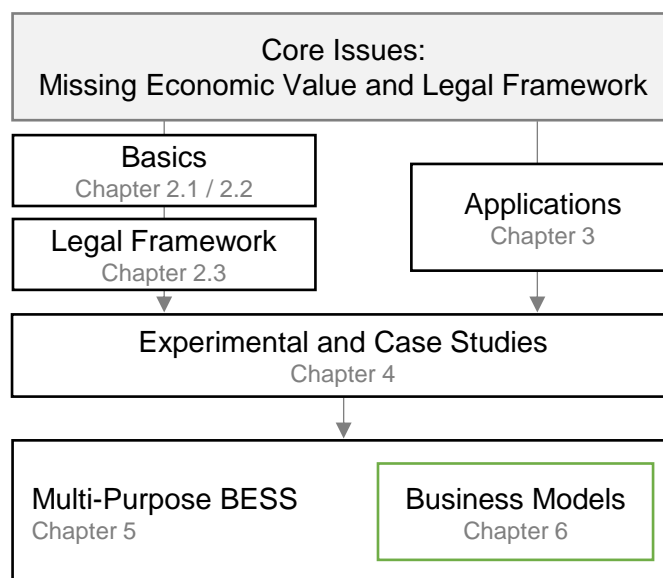 Core Issues:
Missing Economic Value and Legal Framework
Basics
Chapter 2.1 / 2.2
Legal Framework
Chapter 2.3
Applications
Chapter 3
Experimental and Case Studies
Chapter 4
Multi-Purpose BESS
Chapter 5
Business Models
Chapter 6